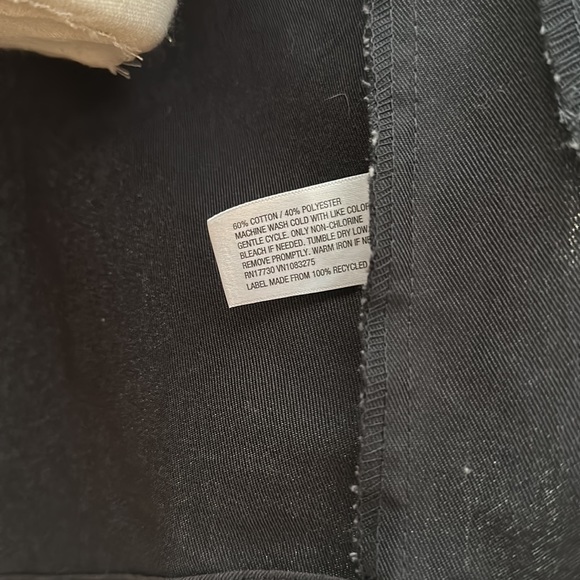 60% COTTON / 40% POLYESTER
MACHINE WASH COLD WITH LIKE COLOR
GENTLE CYCLE. ONLY NON-CHLORINE
BLEACH IF NEEDED. TUMBLE DRY LOW.
REMOVE PROMPTLY. WARM IRON IF NE
RN17730 VN1083275
LABEL MADE FROM 100% RECYCLED